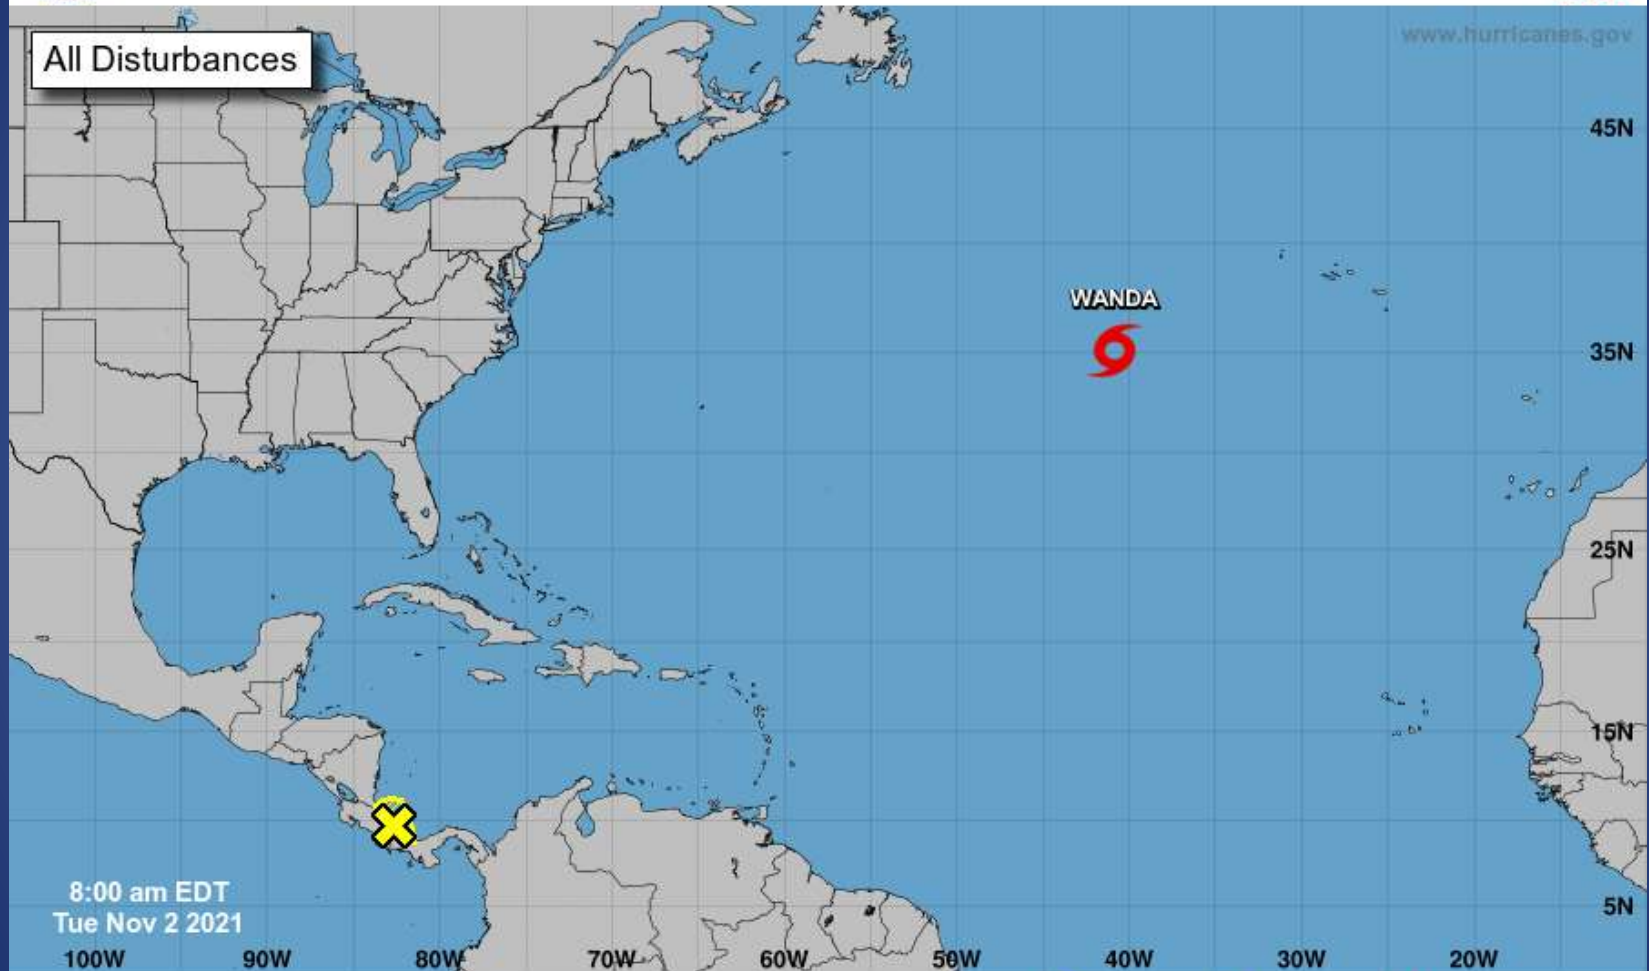 All Disturbances
www.hurricanes.gov
45N
WANDA
35N
25N
15N
8:00 am EDT
Tue Nov 2 2021
5N
100W 90W 80W 70W 60W 50W 40W 30W 20W